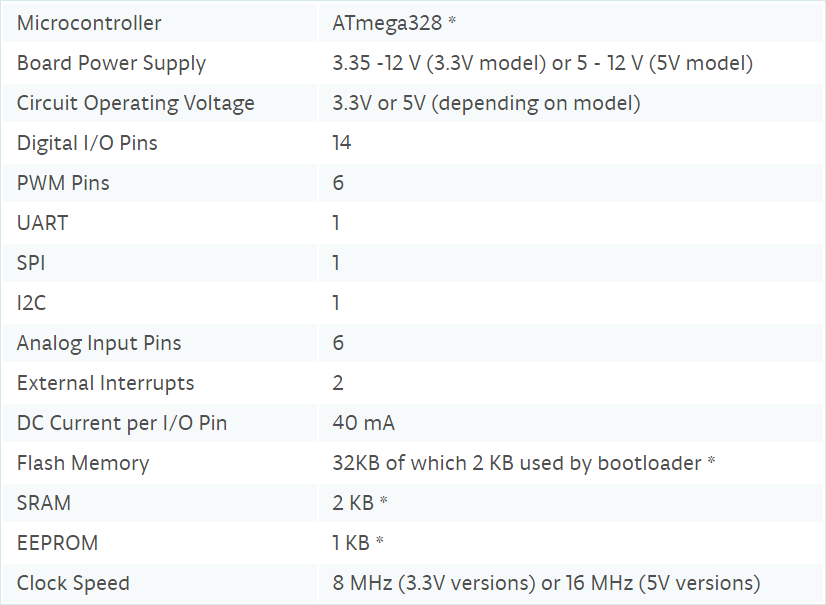 Microcontroller ATmega328 *
Board Power Supply 3.35 -12 V (3.3V model) or 5 - 12 V (5V model)
Circuit Operating Voltage 3.3V or 5V (depending on model)
Digital I/O Pins 14
PWM Pins 6
UART 1
SPI 1
I2C 1
Analog Input Pins 6
External Interrupts 2
DC Current per I/O Pin 40 mA
Flash Memory 32KB of which 2 KB used by bootloader *
SRAM 2 KB *
EEPROM 1 KB *
Clock Speed 8 MHz (3.3V versions) or 16 MHz (5V versions)